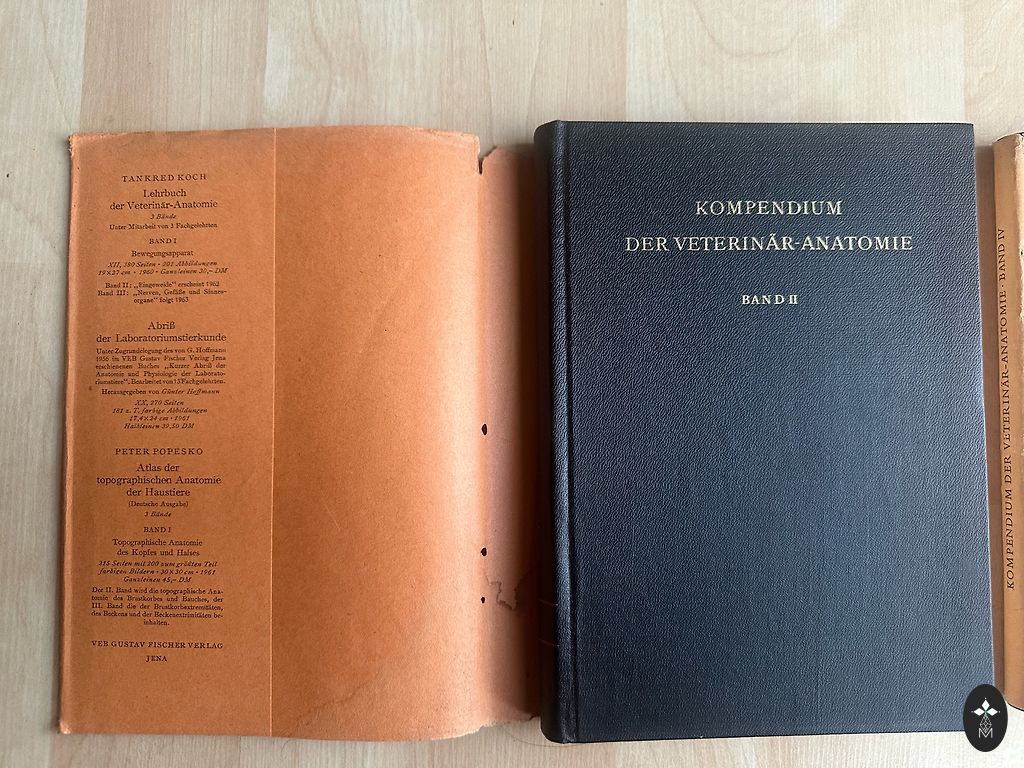 TANKRED KOCH
Lehrbuch
der Veterinär-Anatomie
3 Bände
Unter Mitarbeit von 3 Fachgelehrten
BAND I
Bewegungsapparat
XII, 380 Seiten · 201 Abbildungen
19×27 cm · 1960 · Ganzleinen 30,– DM
Band II: „Eingeweide“ erscheint 1962
Band III: „Nerven, Gefäße und Sinnes-
organe“ folgt 1963
Abriß
der Laboratoriumstierkunde
Unter Zugrundelegung des von G. Hoffmann
1956 im VEB Gustav Fischer Verlag Jena
erschienenen Buches „Kurzer Abriß der
Anatomie und Physiologie der Laborato-
riumstiere“. Bearbeitet von 13 Fachgelehrten.
Herausgegeben von Günter Hoffmann
XX, 270 Seiten
181 z. T. farbige Abbildungen
17,4×24 cm · 1961
Halbleinen 39,50 DM
PETER POPESKO
Atlas der
topographischen Anatomie
der Haustiere
(Deutsche Ausgabe)
3 Bände
BAND I
Topographische Anatomie
des Kopfes und Halses
215 Seiten mit 200 zum größten Teil
farbigen Bildern · 30×30 cm · 1961
Ganzleinen 45,– DM
Der II. Band wird die topographische Ana-
tomie des Brustkorbes und Bauches, der
III. Band die der Brustkorbextremitäten,
des Beckens und der Beckenextrimitäten be-
inhalten.
VEB GUSTAV FISCHER VERLAG
JENA
KOMPENDIUM
DER VETERINÄR-ANATOMIE
BAND II
KOMPENDIUM DER VETERINÄR-ANATOMIE · BAND IV
M